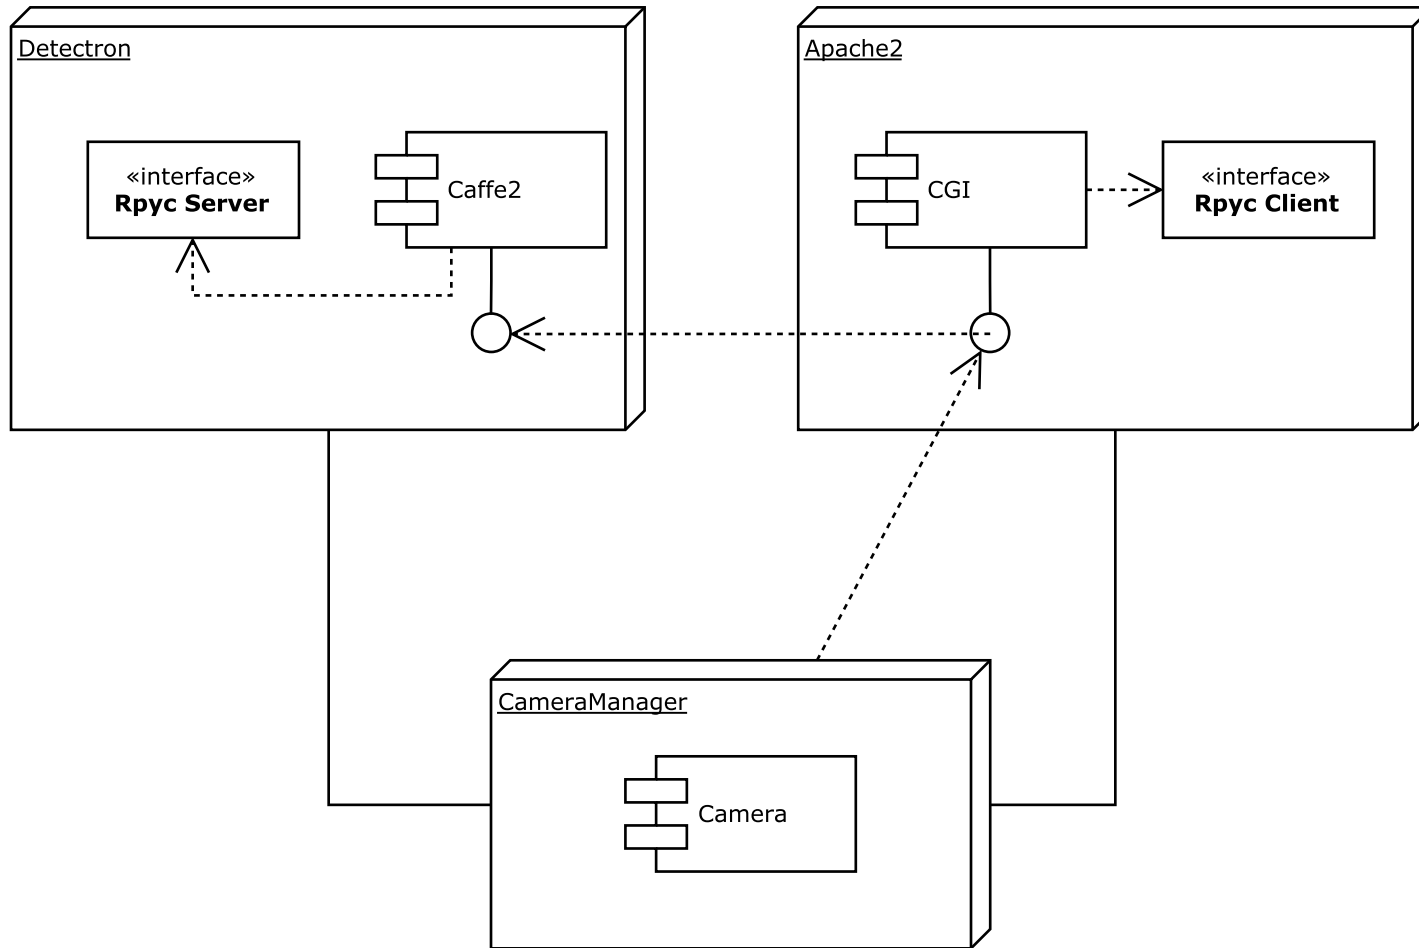 Detectron
Apache2
«interface»
Rpyc Server
Caffe2
CGI
«interface»
Rpyc Client
CameraManager
Camera